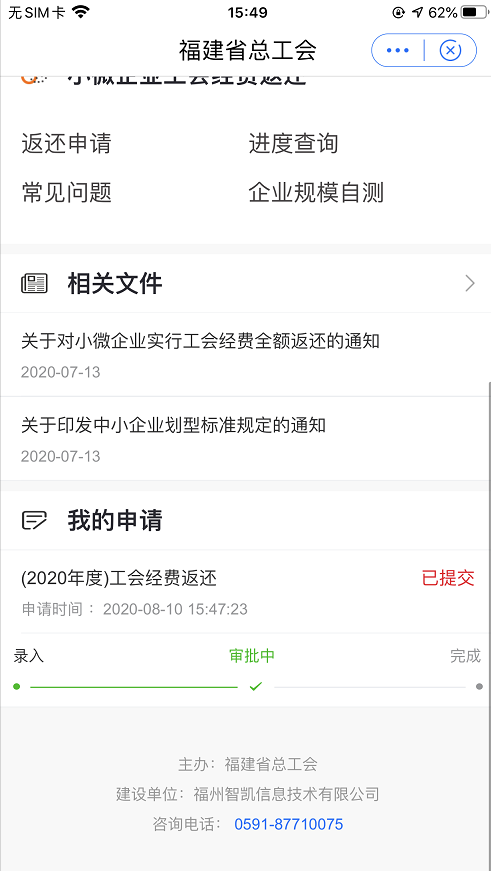 无SIM卡 15:49 62%
福建省总工会
小微企业工会经费返还
返还申请 进度查询
常见问题 企业规模自测
相关文件
关于对小微企业实行工会经费全额返还的通知
2020-07-13
关于印发中小企业划型标准规定的通知
2020-07-13
我的申请
(2020年度)工会经费返还 已提交
申请时间： 2020-08-10 15:47:23
录入 审批中 完成
主办：福建省总工会
建设单位：福州智凯信息技术有限公司
咨询电话： 0591-87710075